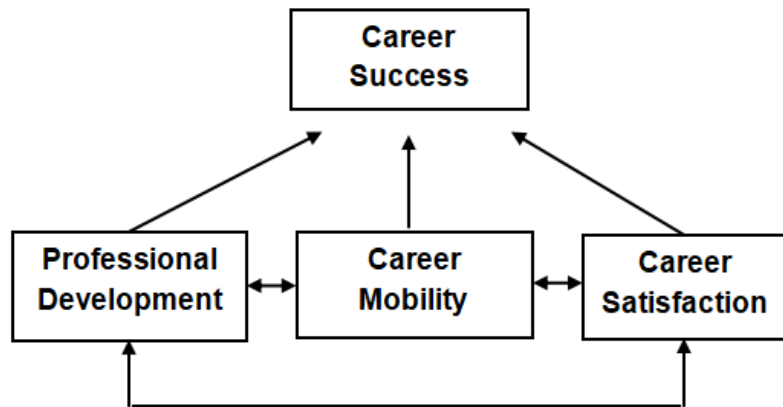 Career
Success
Professional
Development
Career
Mobility
Career
Satisfaction